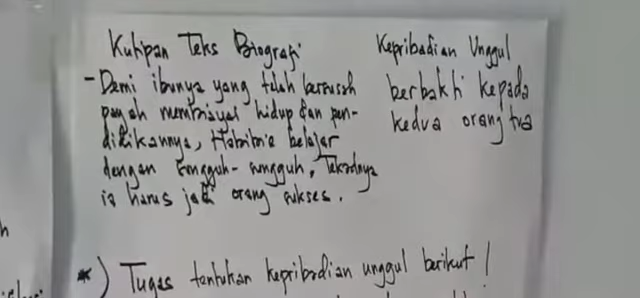 Kutipan Teks Biografi
- Demi ibunya yang telah bersusah
payah membiayai hidup dan pen-
didikannya, Habibie belajar
dengan sungguh-sungguh, Tekadnya
ia harus jadi orang sukses.
Kepribadian Unggul
berbakti kepada
kedua orang tua
*) Tugas tentukan kepribadian unggul berikut!